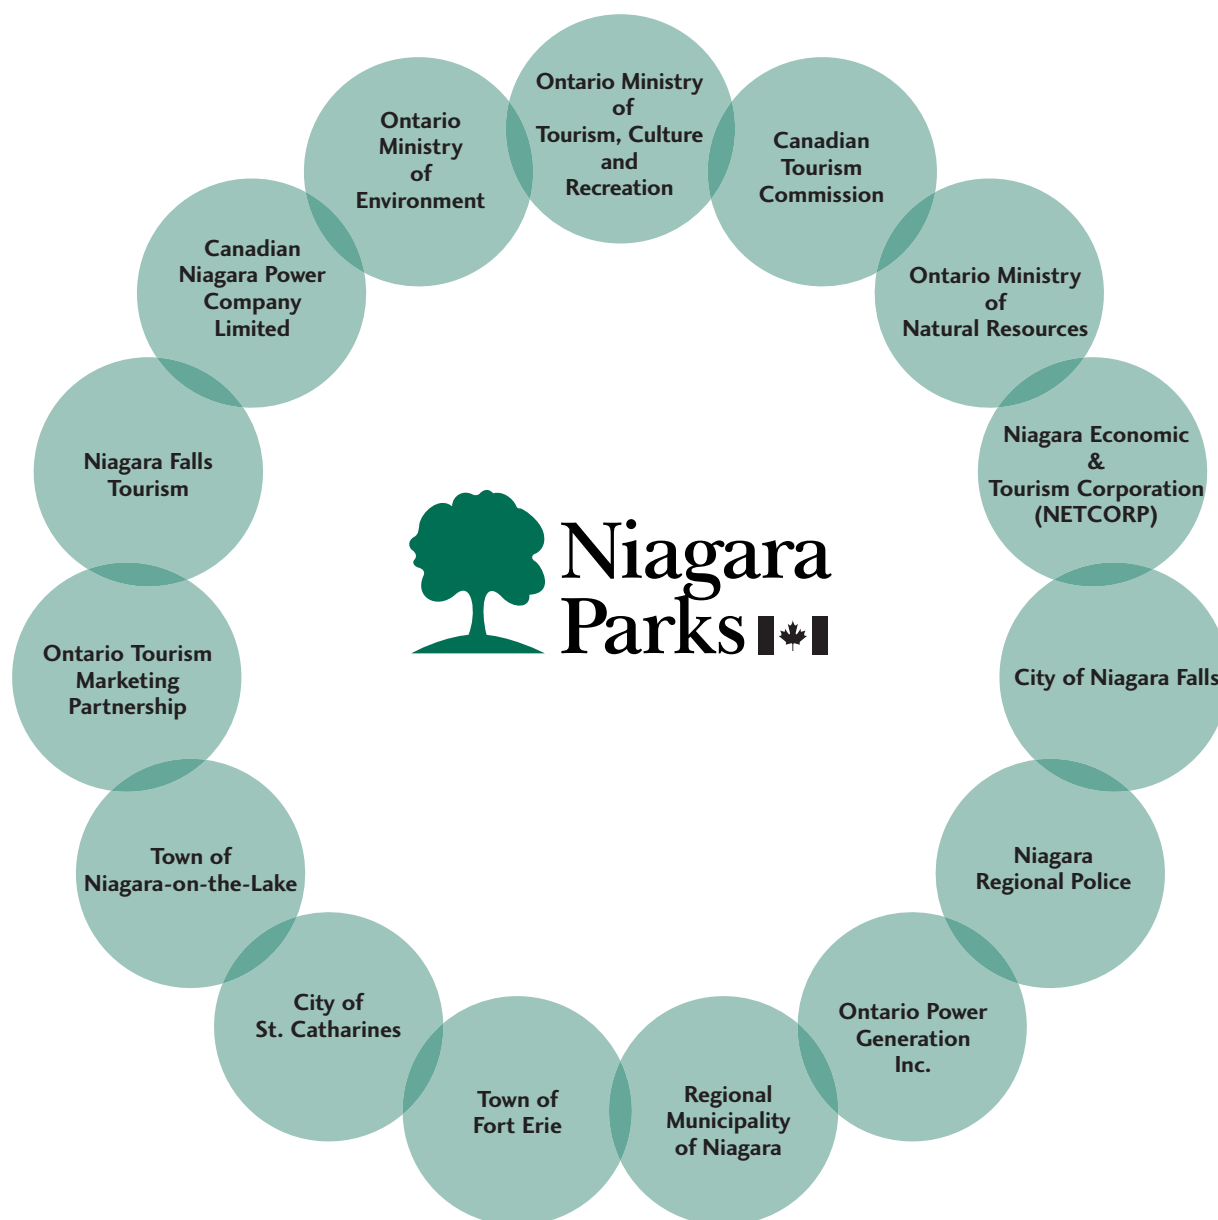 Ontario Ministry
of
Tourism, Culture
and
Recreation
Canadian
Tourism
Commission
Ontario Ministry
of
Natural Resources
Niagara Economic
&
Tourism Corporation
(NETCORP)
City of Niagara Falls
Niagara
Regional Police
Ontario Power
Generation
Inc.
Regional
Municipality
of Niagara
Town of
Fort Erie
City of
St. Catharines
Town of
Niagara-on-the-Lake
Ontario Tourism
Marketing
Partnership
Niagara Falls
Tourism
Canadian
Niagara Power
Company
Limited
Ontario
Ministry
of
Environment
Niagara
Parks